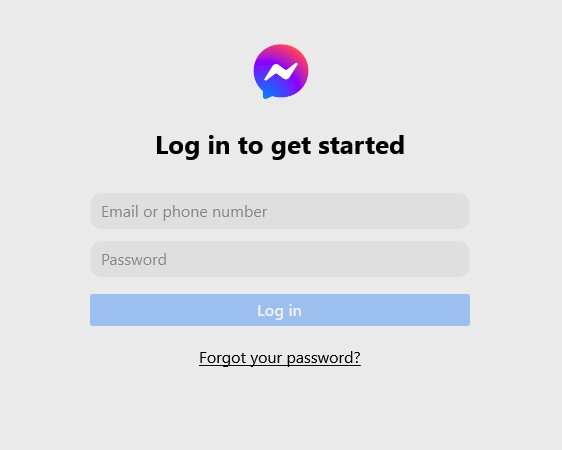 Log in to get started
Email or phone number
Password
Log in
Forgot your password?